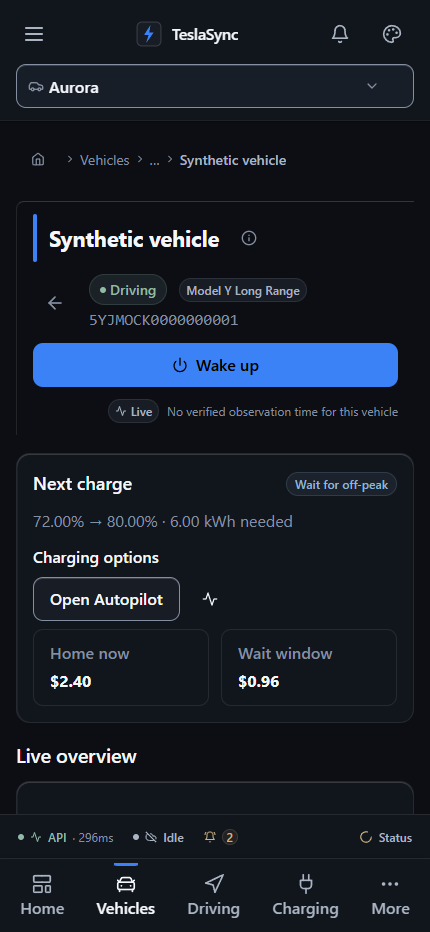 TeslaSync
Aurora
Vehicles ... Synthetic vehicle
Synthetic vehicle
Driving Model Y Long Range
5YJMOCK0000000001
Wake up
Live No verified observation time for this vehicle
Next charge Wait for off-peak
72.00% → 80.00% · 6.00 kWh needed
Charging options
Open Autopilot
Home now Wait window
$2.40 $0.96
Live overview
API · 296ms Idle 2 Status
Home Vehicles Driving Charging More